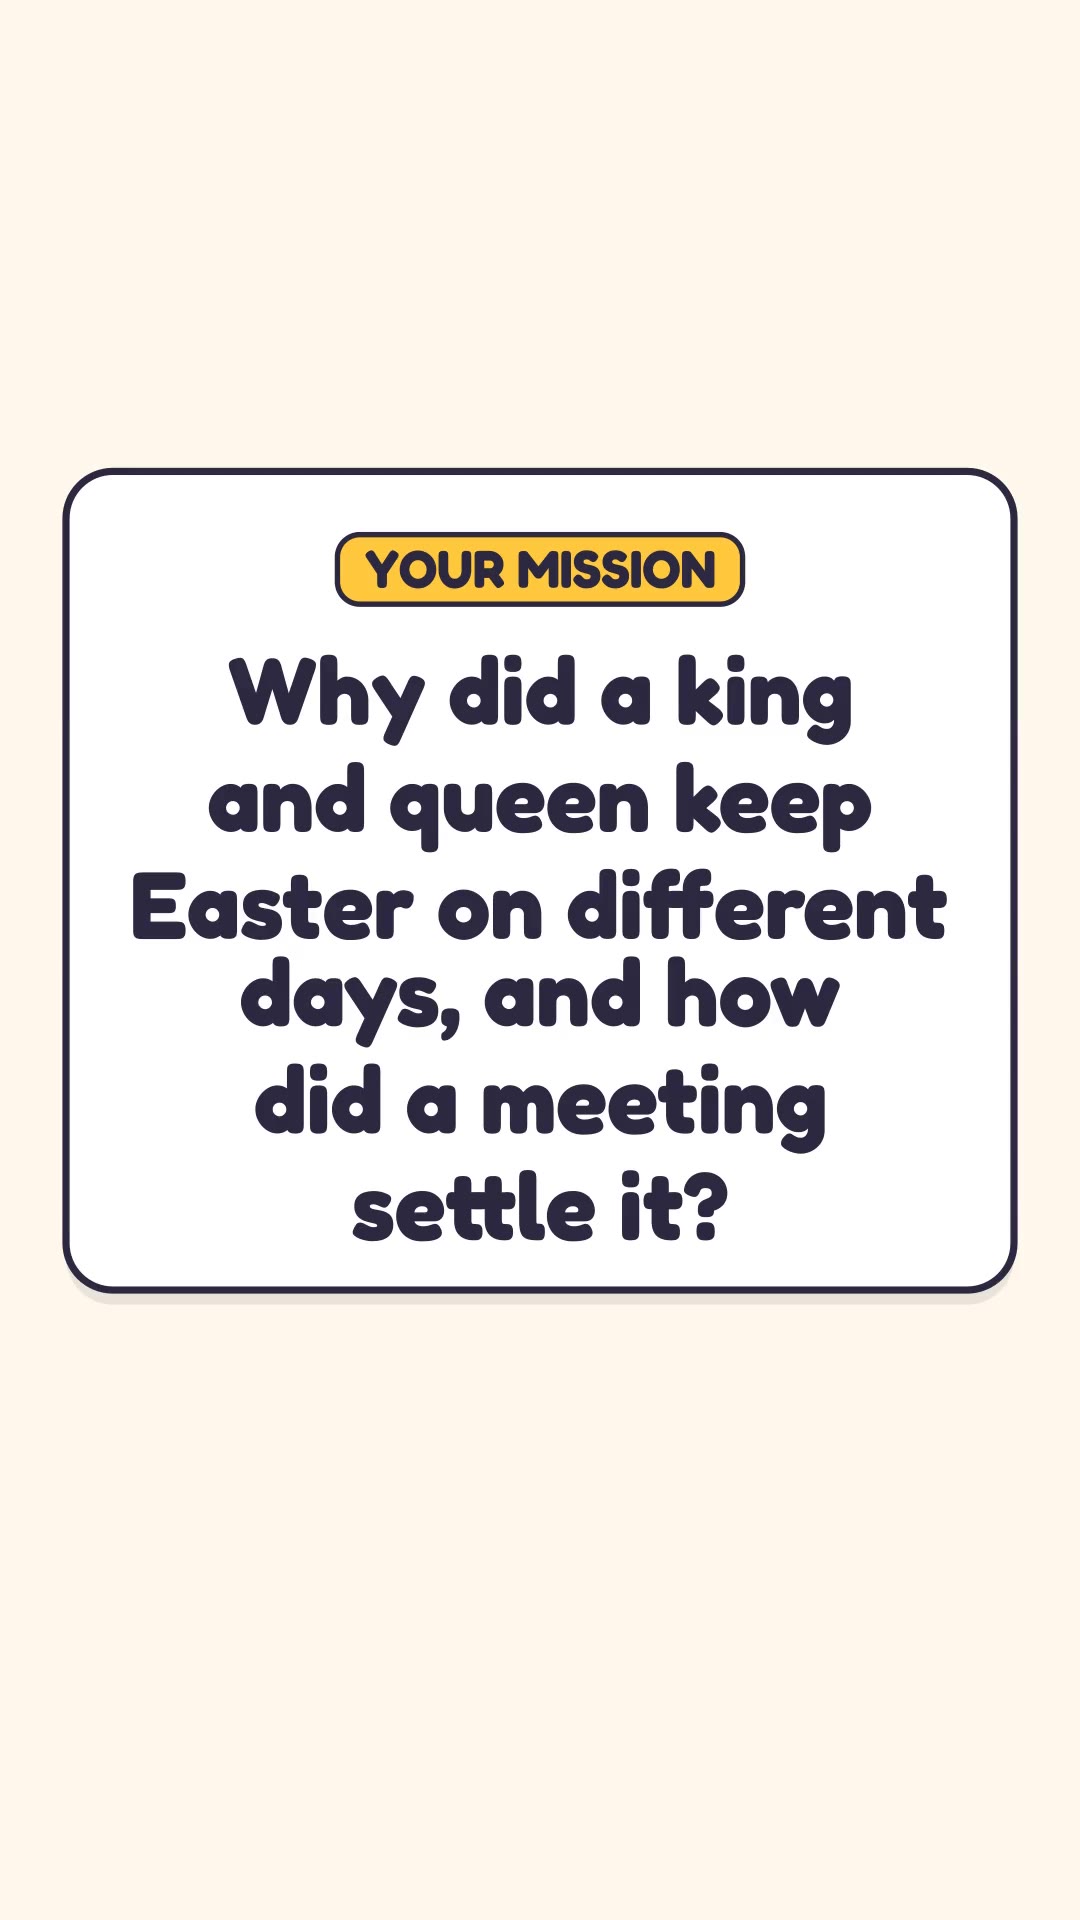 YOUR MISSION
Why did a king
and queen keep
Easter on different
days, and how
did a meeting
settle it?